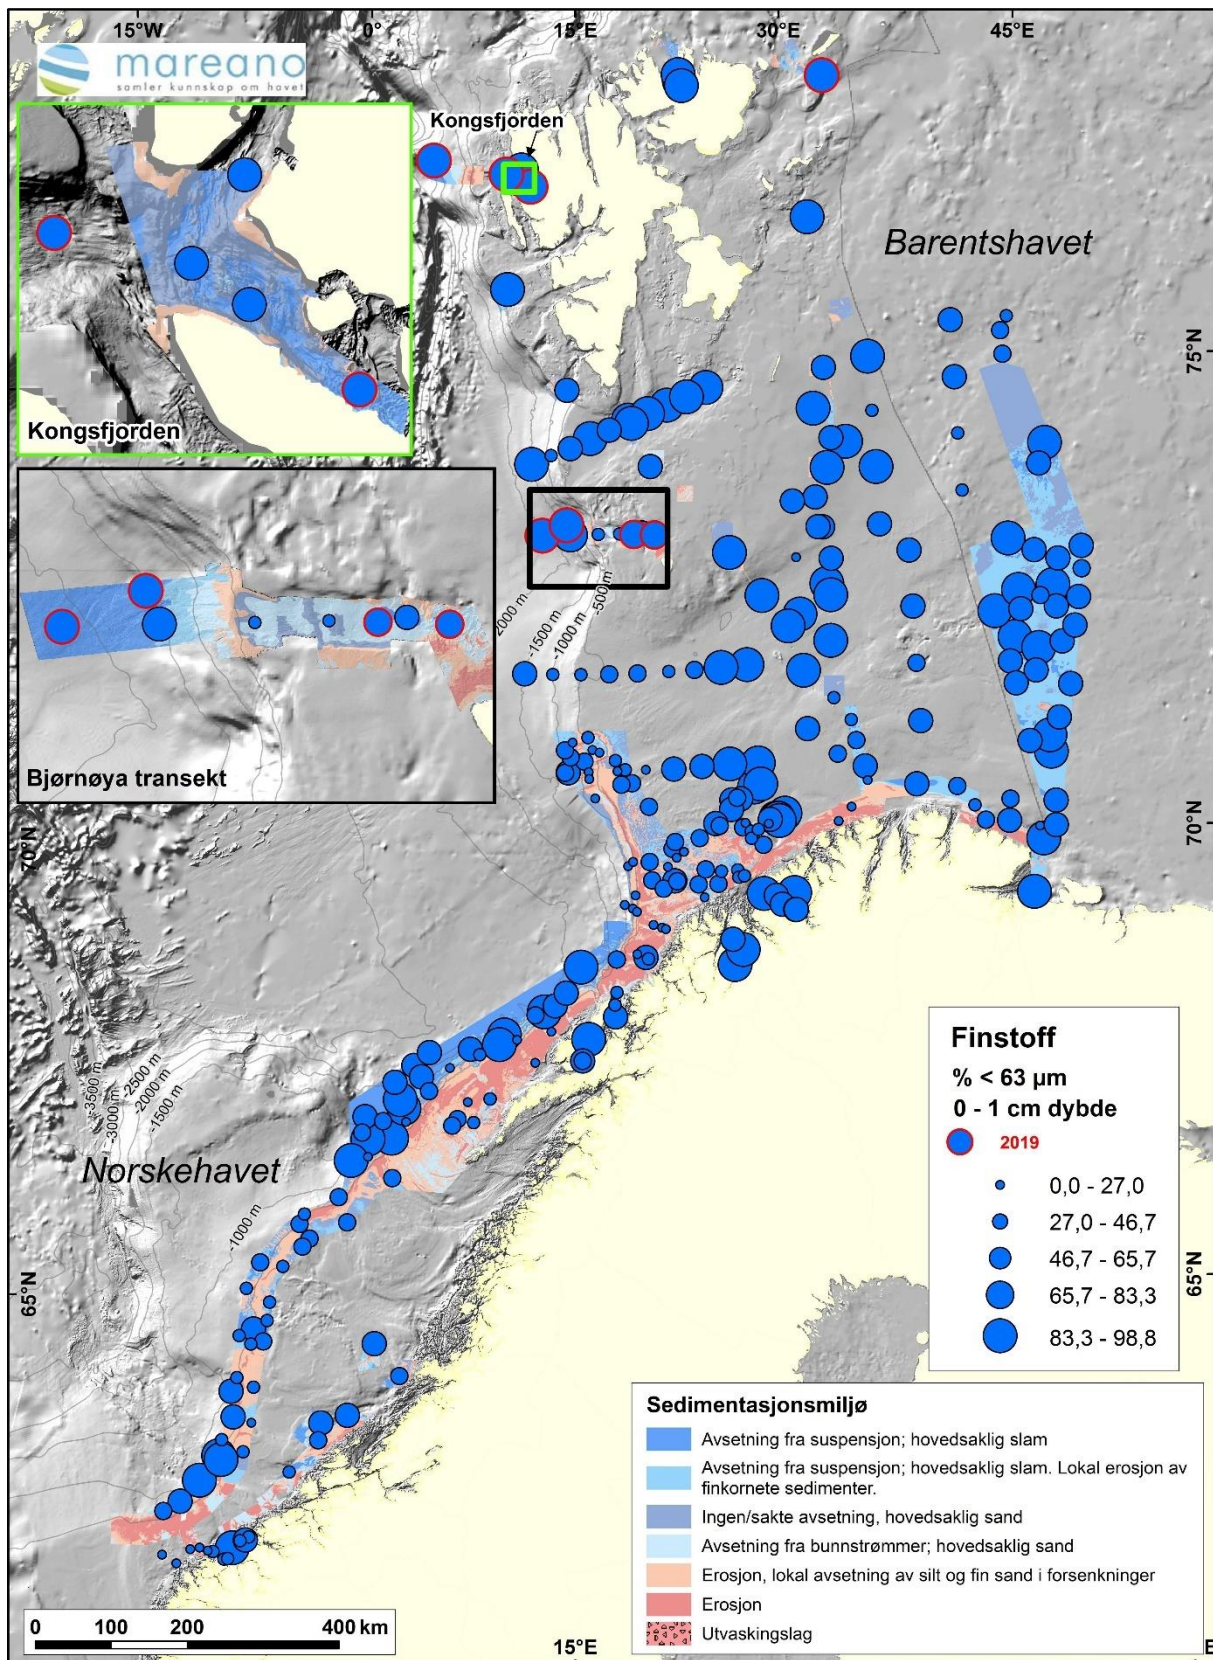 15°W
0°
15°E
30°E
45°E
mareano
samler kunnskap om havet
Kongsfjorden
Barentshavet
75°N
Kongsfjorden
-500 m
2000 m
-1500 m
-1000 m
Bjørnøya transekt
70°N
70°N
-3500 m
-3000 m
-2500 m
-2000 m
-1500 m
Norskehavet
-1000 m
Finstoff
% < 63 µm
0 - 1 cm dybde
2019
0,0 - 27,0
27,0 - 46,7
46,7 - 65,7
65,7 - 83,3
83,3 - 98,8
65°N
65°N
Sedimentasjonsmiljø
Avsetning fra suspensjon; hovedsaklig slam
Avsetning fra suspensjon; hovedsaklig slam. Lokal erosjon av
finkornete sedimenter.
Ingen/sakte avsetning, hovedsaklig sand
Avsetning fra bunnstrømmer; hovedsaklig sand
Erosjon, lokal avsetning av silt og fin sand i forsenkninger
Erosjon
Utvaskingslag
0 100 200 400 km
15°E
30°E